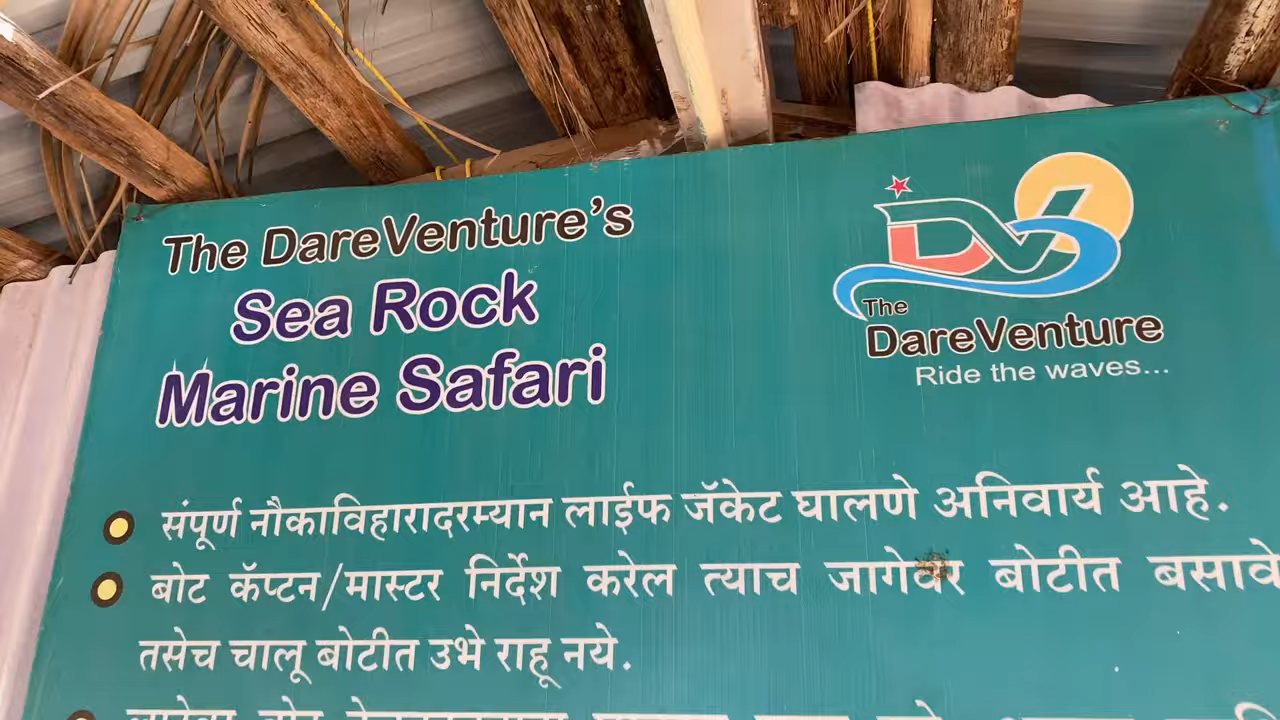 The DareVenture's
Sea Rock
Marine Safari
DV
The
DareVenture
Ride the waves...
संपूर्ण नौकाविहारादरम्यान लाईफ जॅकेट घालणे अनिवार्य आहे.
बोट कॅप्टन/मास्टर निर्देश करेल त्याच जागेवर बोटीत बसावे
तसेच चालू बोटीत उभे राहू नये.